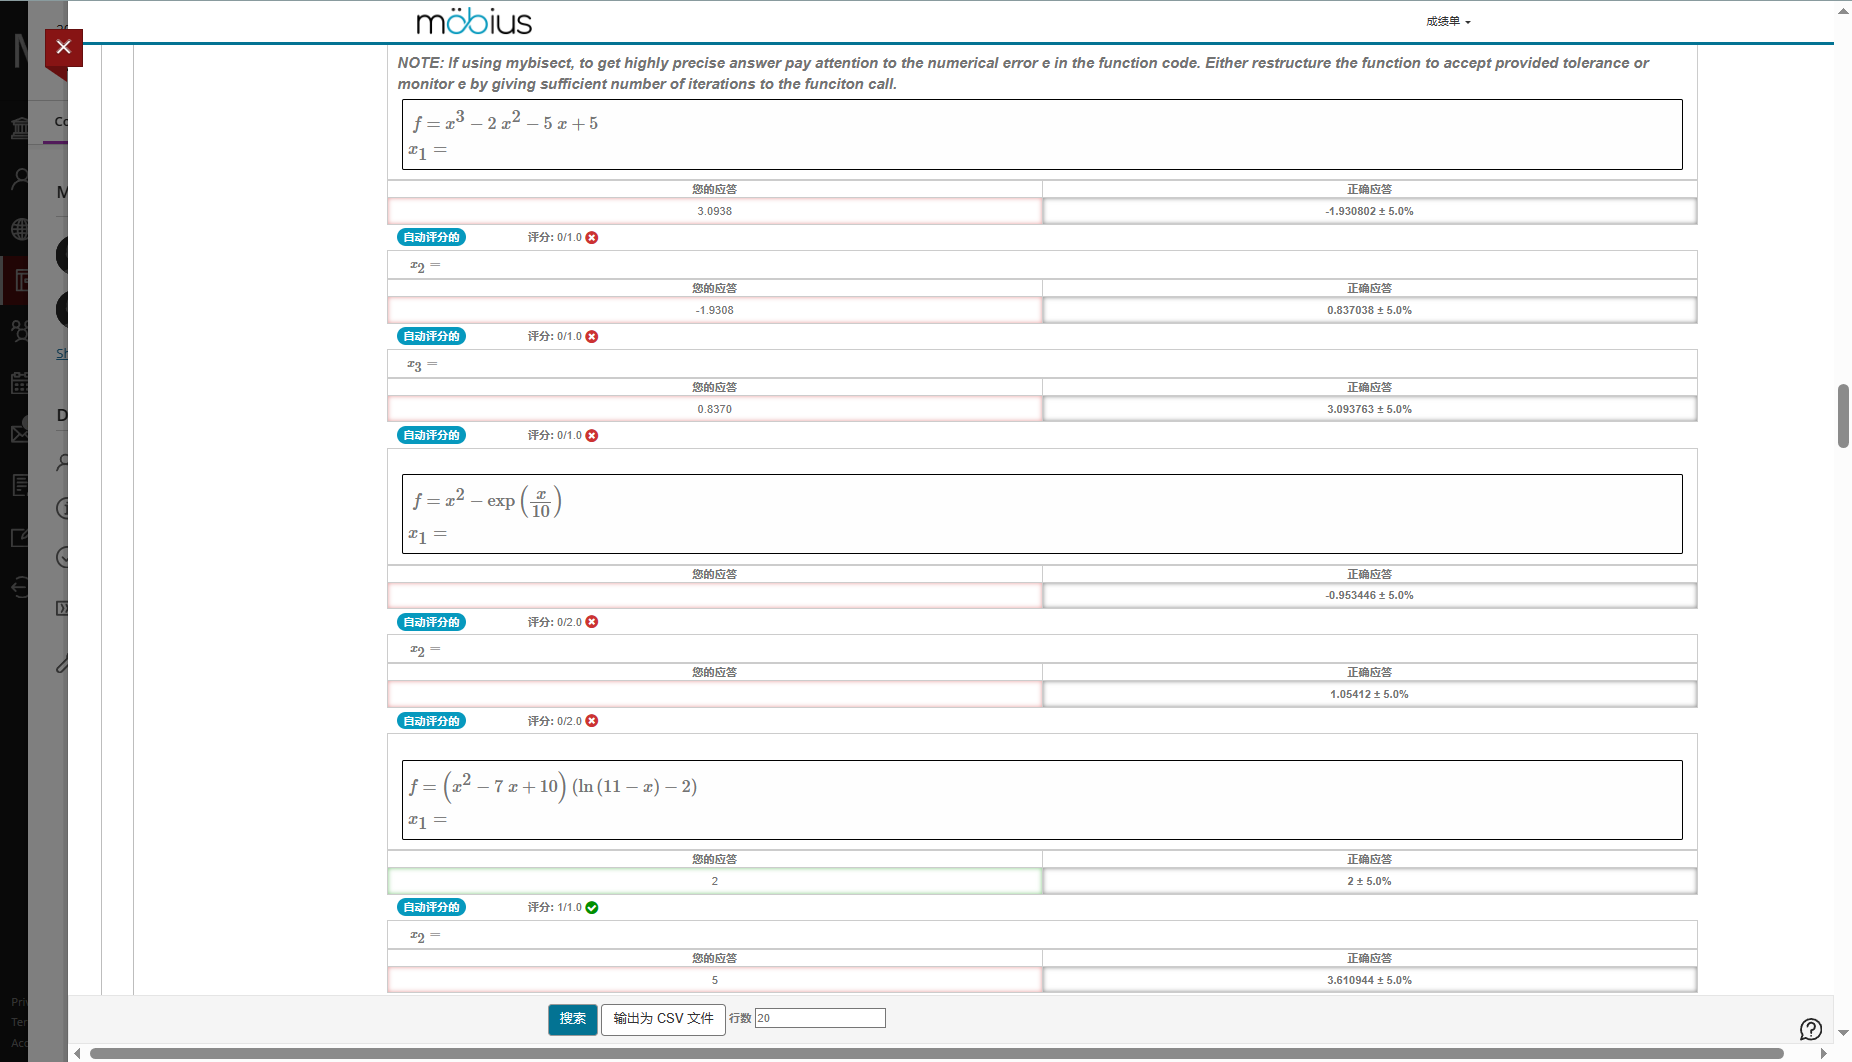 möbius
成绩单
NOTE: If using mybisect, to get highly precise answer pay attention to the numerical error e in the function code. Either restructure the function to accept provided tolerance or
monitor e by giving sufficient number of iterations to the funciton call.
f = x³ − 2 x² − 5 x + 5
x₁ =
您的应答 正确应答
3.0938 -1.930802 ± 5.0%
自动评分的 评分: 0/1.0
x₂ =
您的应答 正确应答
-1.9308 0.837038 ± 5.0%
自动评分的 评分: 0/1.0
x₃ =
您的应答 正确应答
0.8370 3.093763 ± 5.0%
自动评分的 评分: 0/1.0
f = x² − exp(x/10)
x₁ =
您的应答 正确应答
-0.953446 ± 5.0%
自动评分的 评分: 0/2.0
x₂ =
您的应答 正确应答
1.05412 ± 5.0%
自动评分的 评分: 0/2.0
f = (x² − 7 x + 10) (ln (11 − x) − 2)
x₁ =
您的应答 正确应答
2 2 ± 5.0%
自动评分的 评分: 1/1.0
x₂ =
您的应答 正确应答
5 3.610944 ± 5.0%
搜索 输出为 CSV 文件 行数 20